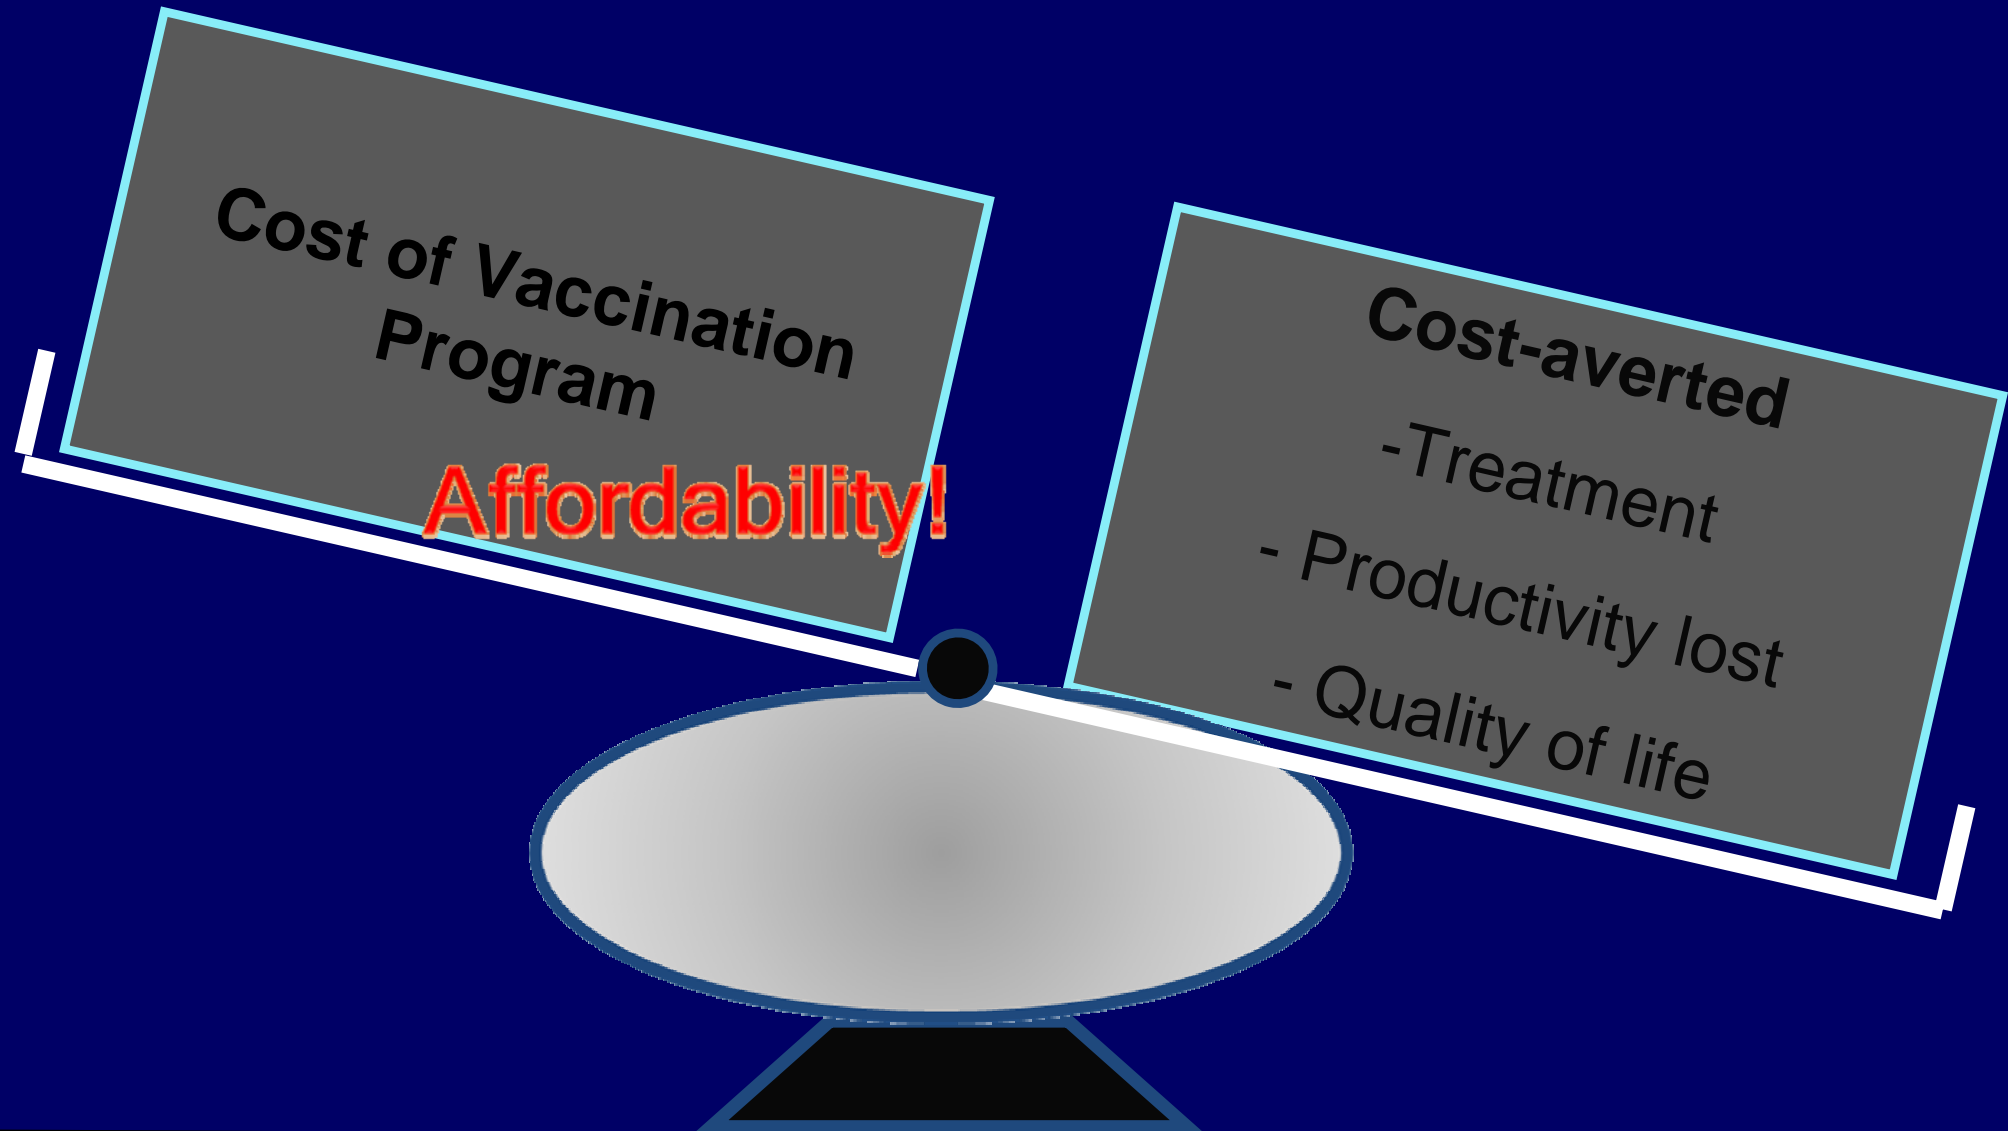 Cost of Vaccination
Program
Affordability!
Cost-averted
-Treatment
- Productivity lost
- Quality of life